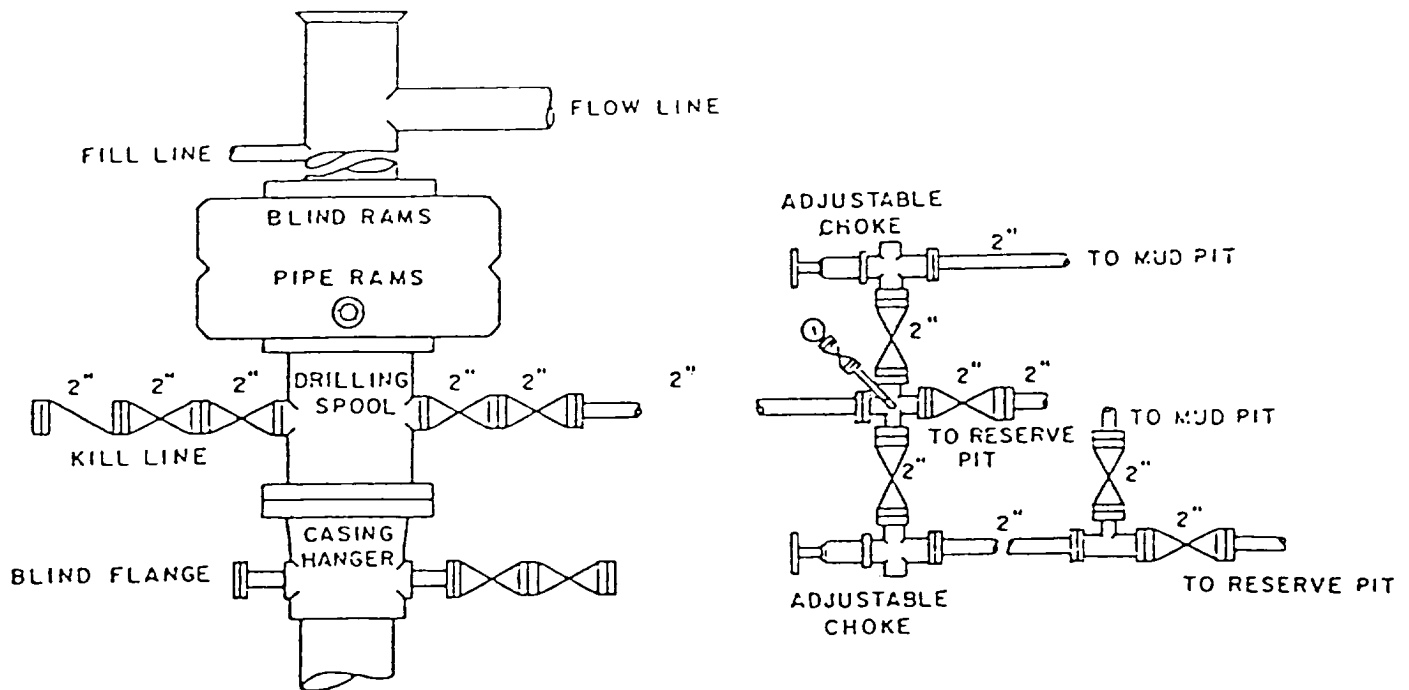 FLOW LINE
FILL LINE
BLIND RAMS
PIPE RAMS
2" 2" 2" DRILLING 2" 2" 2"
SPOOL
KILL LINE
CASING
HANGER
BLIND FLANGE
ADJUSTABLE
CHOKE
2"
TO MUD PIT
2"
2" 2"
TO RESERVE
PIT
TO MUD PIT
2"
2"
2"
2"
TO RESERVE PIT
ADJUSTABLE
CHOKE